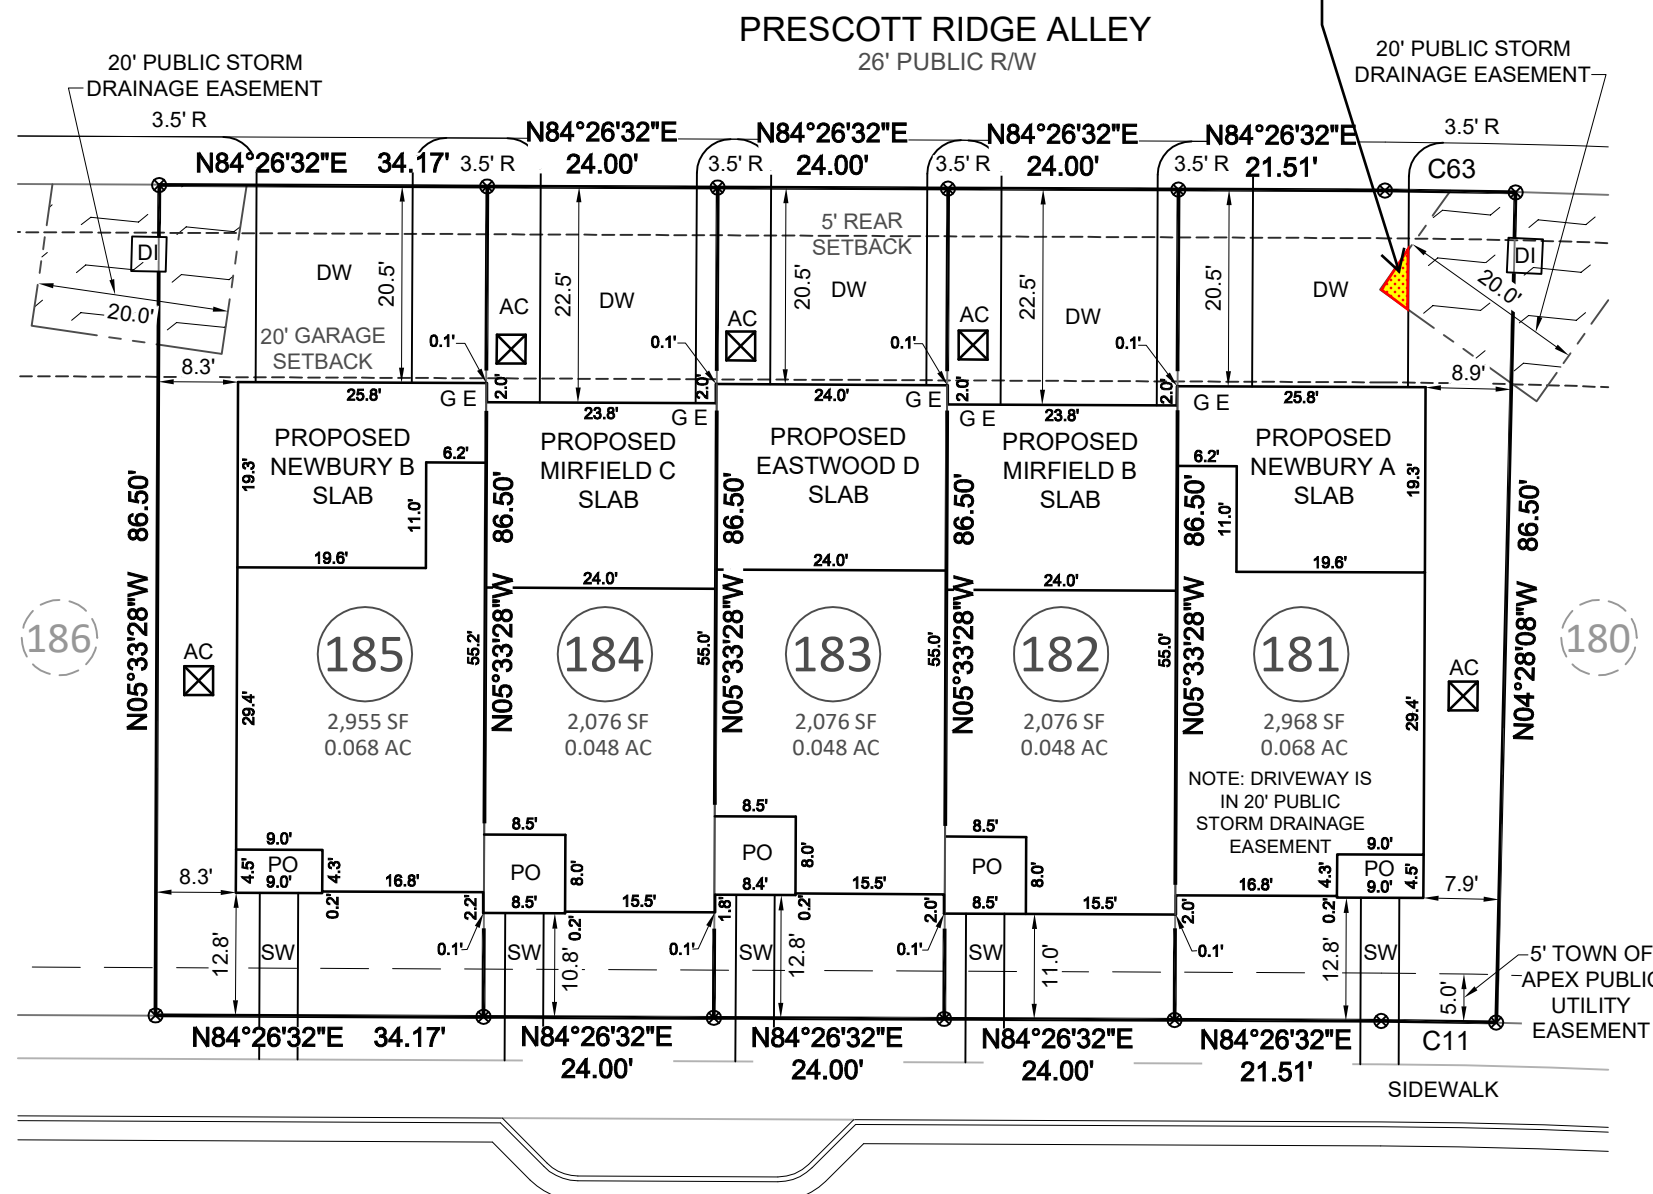 PRESCOTT RIDGE ALLEY
26' PUBLIC R/W
20' PUBLIC STORM
DRAINAGE EASEMENT
20' PUBLIC STORM
DRAINAGE EASEMENT
3.5' R
N84°26'32"E 34.17'
3.5' R
N84°26'32"E
24.00'
3.5' R
N84°26'32"E
24.00'
3.5' R
N84°26'32"E
24.00'
3.5' R
N84°26'32"E
21.51'
3.5' R
C63
DI
20.0'
DW
20.5'
20' GARAGE
SETBACK
8.3'
AC
22.5'
DW
0.1'
2.0'
5' REAR
SETBACK
AC
20.5'
DW
0.1'
2.0'
AC
22.5'
DW
0.1'
2.0'
20.5'
DW
0.1'
2.0'
DI
20.0'
8.9'
25.8'
G E
PROPOSED
NEWBURY B
SLAB
19.3'
6.2'
11.0'
19.6'
23.8'
G E
PROPOSED
MIRFIELD C
SLAB
24.0'
24.0'
G E
PROPOSED
EASTWOOD D
SLAB
24.0'
G E
23.8'
PROPOSED
MIRFIELD B
SLAB
24.0'
G E
25.8'
PROPOSED
NEWBURY A
SLAB
19.3'
6.2'
11.0'
19.6'
N05°33'28"W 86.50'
N05°33'28"W 86.50'
N05°33'28"W 86.50'
N05°33'28"W 86.50'
N05°33'28"W 86.50'
N04°28'08"W 86.50'
186
AC
185
2,955 SF
0.068 AC
29.4'
55.2'
184
2,076 SF
0.048 AC
55.0'
183
2,076 SF
0.048 AC
55.0'
182
2,076 SF
0.048 AC
55.0'
181
2,968 SF
0.068 AC
29.4'
NOTE: DRIVEWAY IS
IN 20' PUBLIC
STORM DRAINAGE
EASEMENT
AC
180
9.0'
PO
4.5'
9.0'
4.3'
8.3'
16.8'
0.2'
2.2'
12.8'
SW
0.1'
8.5'
PO
8.0'
8.5'
15.5'
0.2'
SW
10.8'
0.1'
8.5'
PO
8.0'
8.4'
15.5'
1.8'
0.2'
2.0'
SW
12.8'
0.1'
8.5'
PO
8.0'
8.5'
15.5'
SW
11.0'
2.0'
0.1'
9.0'
PO
4.3'
9.0'
4.5'
16.8'
0.2'
7.9'
12.8'
SW
5.0'
5' TOWN OF
APEX PUBLIC
UTILITY
EASEMENT
N84°26'32"E 34.17'
N84°26'32"E
24.00'
N84°26'32"E
24.00'
N84°26'32"E
24.00'
N84°26'32"E
21.51'
C11
SIDEWALK